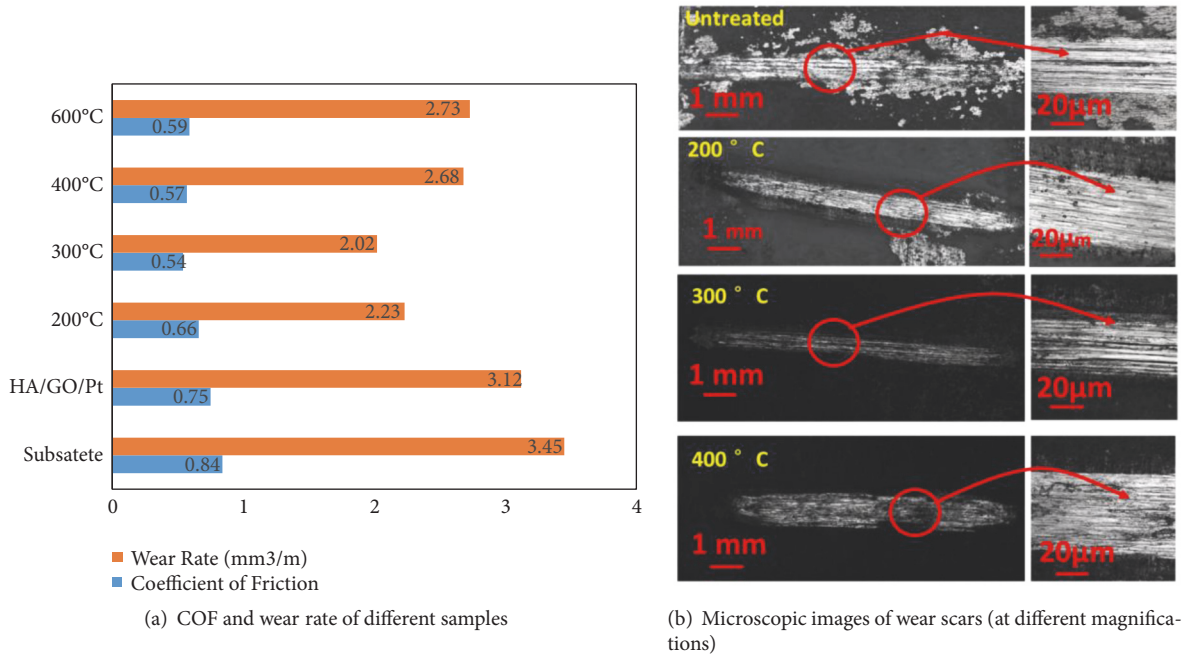 600°C
2.73
0.59
400°C
2.68
0.57
300°C
2.02
0.54
200°C
2.23
0.66
HA/GO/Pt
3.12
0.75
Subsatete
3.45
0.84
0 1 2 3 4
Wear Rate (mm3/m)
Coefficient of Friction
(a) COF and wear rate of different samples
Untreated
1 mm
20μm
200 ° C
1 mm
20μm
300 ° C
1 mm
20μm
400 ° C
1 mm
20μm
(b) Microscopic images of wear scars (at different magnifica-
tions)